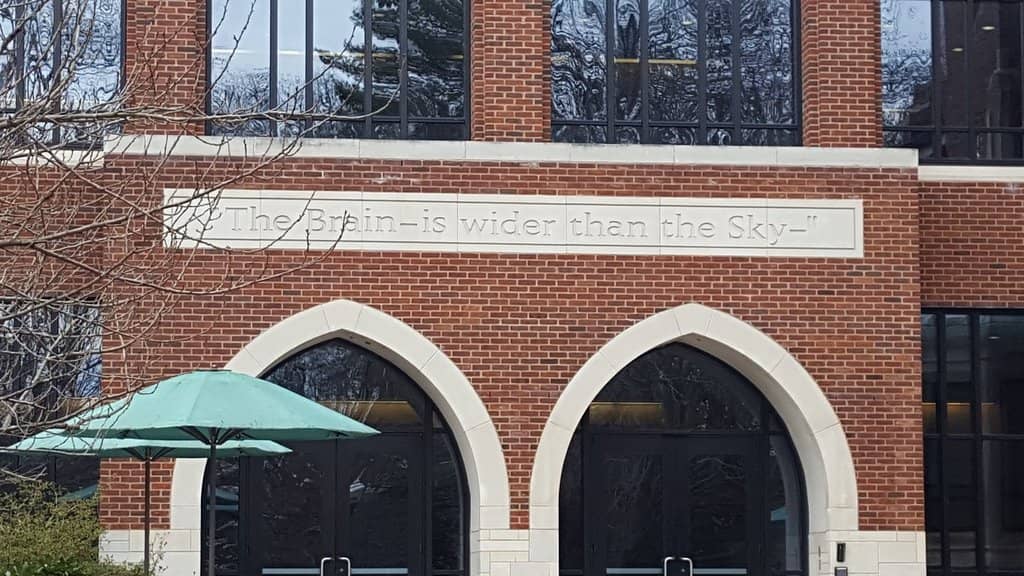 "The Brain—is wider than the Sky—"